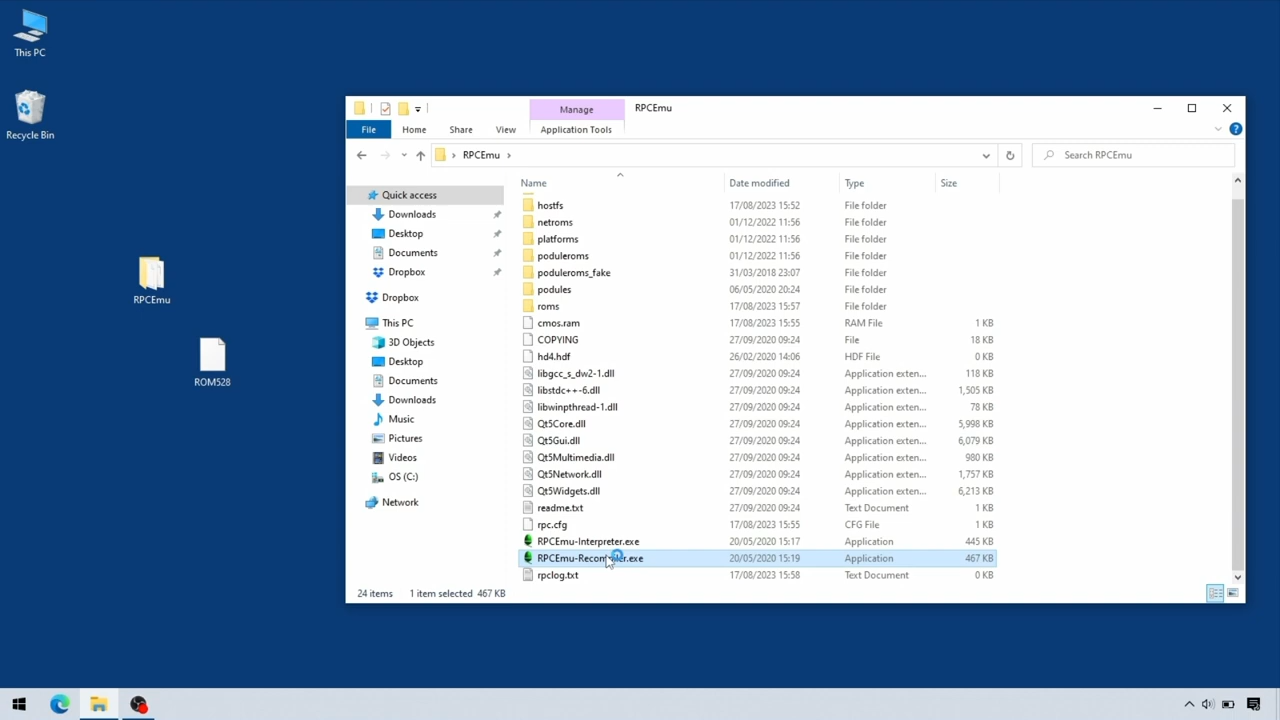 This PC
Recycle Bin
RPCEmu
ROM528
Manage
RPCEmu
File
Home
Share
View
Application Tools
RPCEmu
Search RPCEmu
Name
Date modified
Type
Size
Quick access
Downloads
Desktop
Documents
Dropbox
Dropbox
This PC
3D Objects
Desktop
Documents
Downloads
Music
Pictures
Videos
OS (C:)
Network
hostfs 17/08/2023 15:52 File folder
netroms 01/12/2022 11:56 File folder
platforms 01/12/2022 11:56 File folder
poduleroms 01/12/2022 11:56 File folder
poduleroms_fake 31/03/2018 23:07 File folder
podules 06/05/2020 20:24 File folder
roms 17/08/2023 15:57 File folder
cmos.ram 17/08/2023 15:55 RAM File 1 KB
COPYING 27/09/2020 09:24 File 18 KB
hd4.hdf 26/02/2020 14:06 HDF File 0 KB
libgcc_s_dw2-1.dll 27/09/2020 09:24 Application exten... 118 KB
libstdc++-6.dll 27/09/2020 09:24 Application exten... 1,505 KB
libwinpthread-1.dll 27/09/2020 09:24 Application exten... 78 KB
Qt5Core.dll 27/09/2020 09:24 Application exten... 5,998 KB
Qt5Gui.dll 27/09/2020 09:24 Application exten... 6,079 KB
Qt5Multimedia.dll 27/09/2020 09:24 Application exten... 980 KB
Qt5Network.dll 27/09/2020 09:24 Application exten... 1,757 KB
Qt5Widgets.dll 27/09/2020 09:24 Application exten... 6,213 KB
readme.txt 27/09/2020 09:24 Text Document 0 KB
rpc.cfg 17/08/2023 15:55 CFG File 1 KB
RPCEmu-Interpreter.exe 20/05/2020 15:17 Application 445 KB
20/05/2020 15:19 Application 467 KB
rpclog.txt 17/08/2023 15:58 Text Document 0 KB
24 items
1 item selected 467 KB